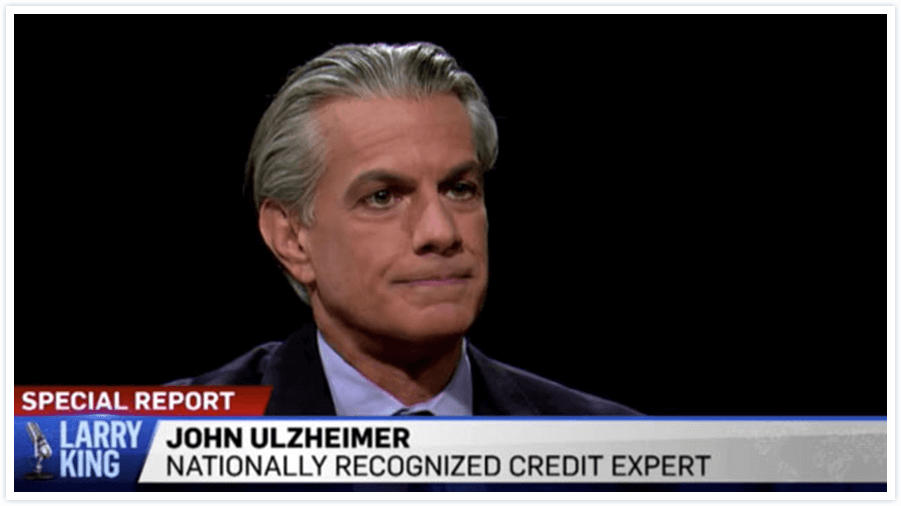 SPECIAL REPORT
LARRY
KING
JOHN ULZHEIMER
NATIONALLY RECOGNIZED CREDIT EXPERT